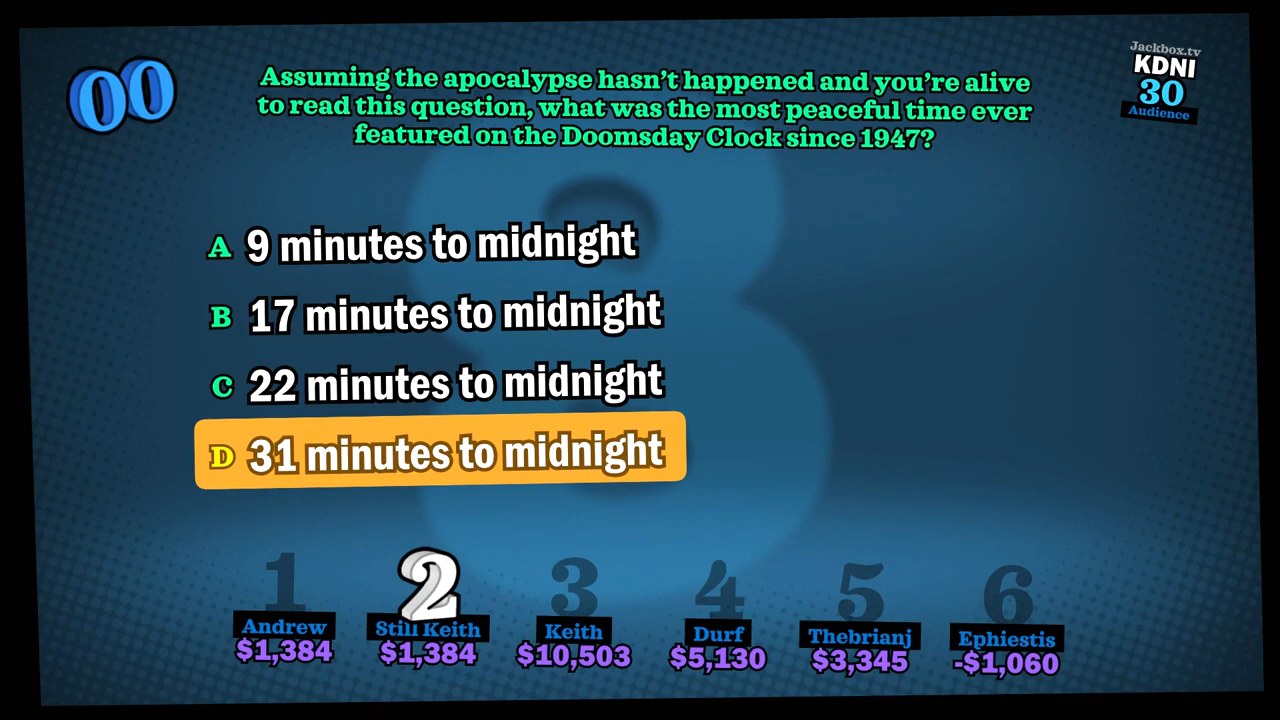 00
Assuming the apocalypse hasn't happened and you're alive
to read this question, what was the most peaceful time ever
featured on the Doomsday Clock since 1947?
Jackbox.tv
KDNI
30
Audience
A 9 minutes to midnight
B 17 minutes to midnight
C 22 minutes to midnight
D 31 minutes to midnight
8
1 2 3 4 5 6
Andrew Still Keith Keith Durf Thebrianj Ephiestis
$1,384 $1,384 $10,503 $5,130 $3,345 -$1,060